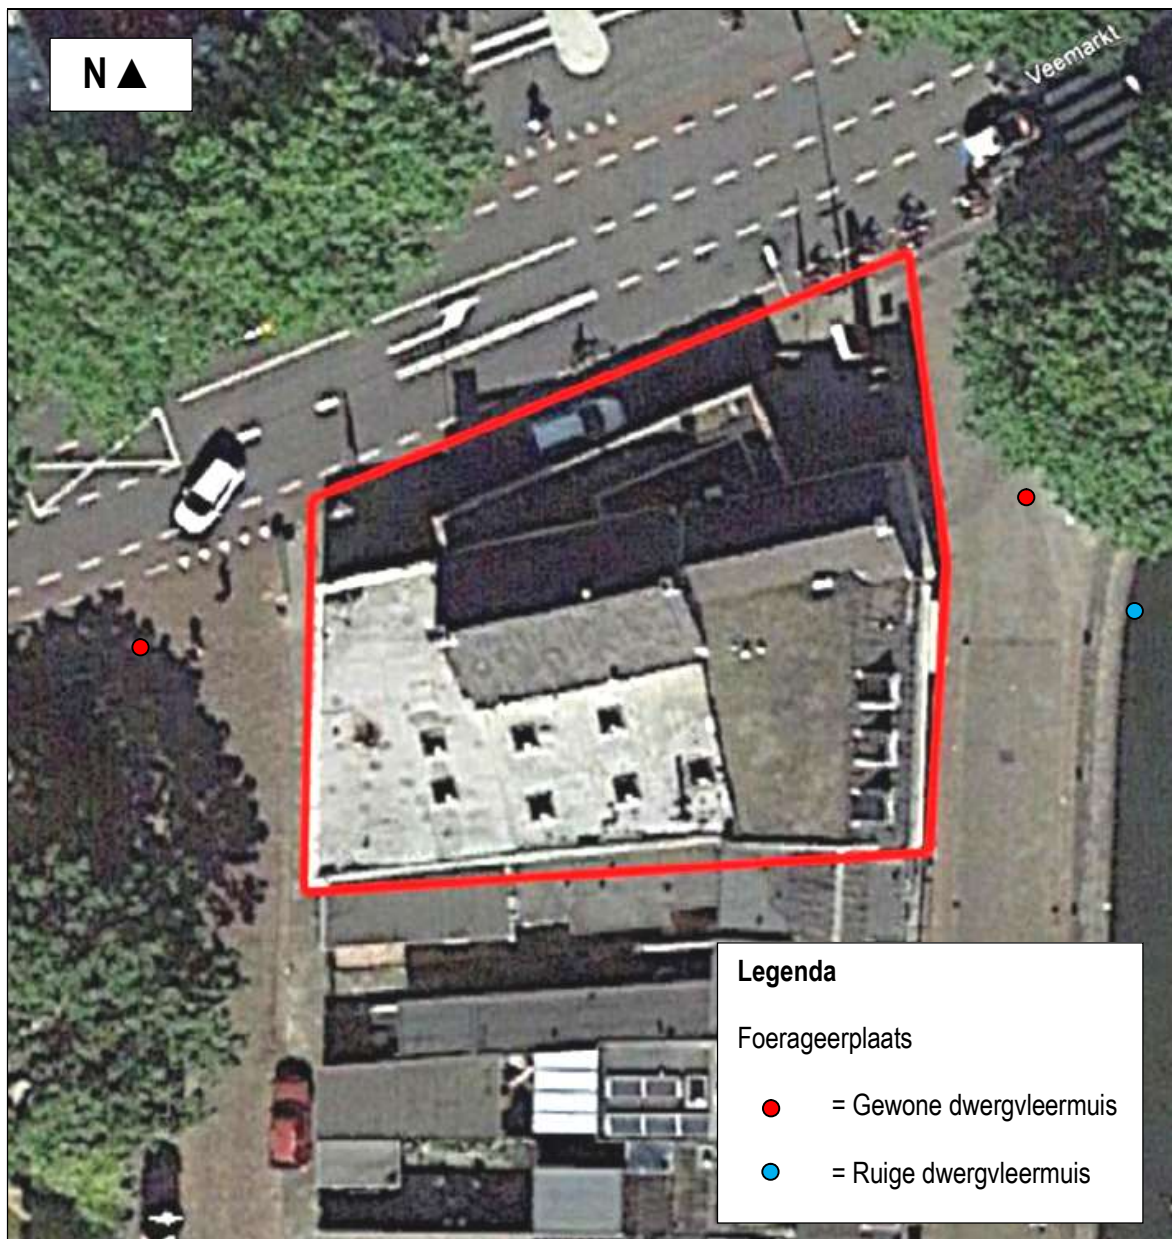 N ▲
Veemarkt
Legenda
Foerageerplaats
= Gewone dwergvleermuis
= Ruige dwergvleermuis